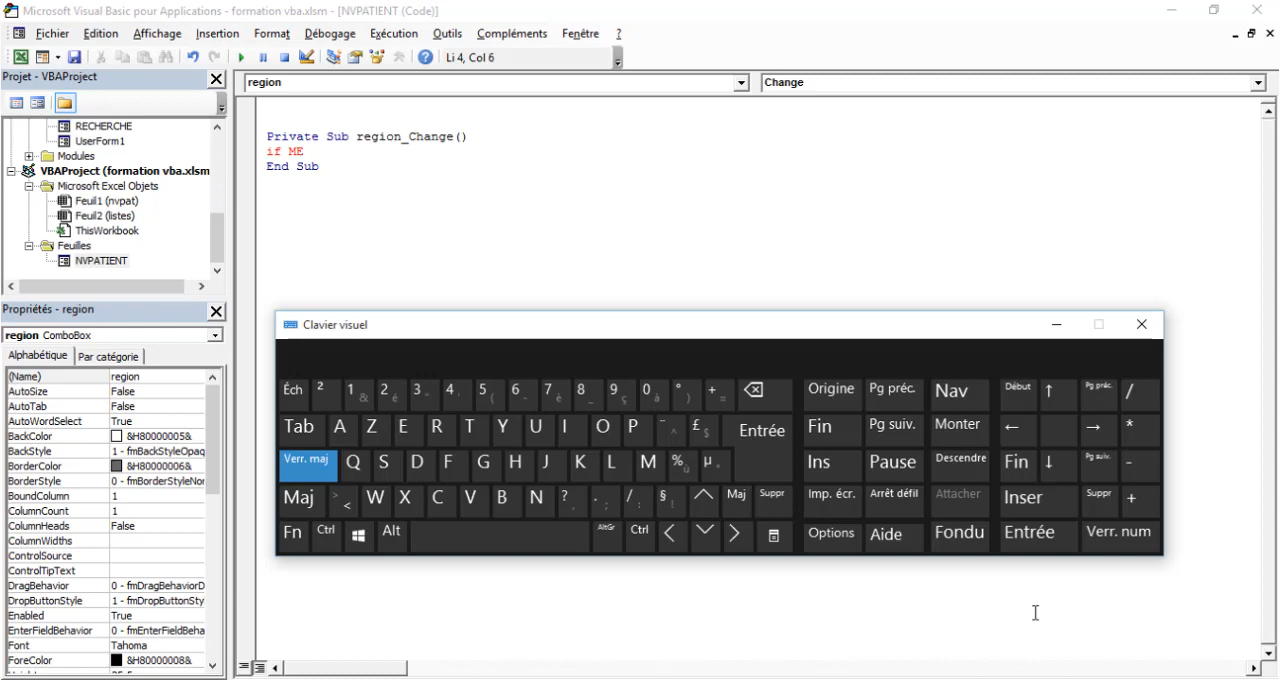 Microsoft Visual Basic pour Applications - formation vba.xlsm - [NVPATIENT (Code)]
Fichier Edition Affichage Insertion Format Débogage Exécution Outils Compléments Fenêtre ?
Li 4, Col 6
Projet - VBAProject
region
Change
RECHERCHE
UserForm1
Modules
VBAProject (formation vba.xlsm
Microsoft Excel Objets
Feuil1 (nvpat)
Feuil2 (listes)
ThisWorkbook
Feuilles
NVPATIENT
Private Sub region_Change()
if ME
End Sub
Propriétés - region
region ComboBox
Alphabétique Par catégorie
(Name) region
AutoSize False
AutoTab False
AutoWordSelect True
BackColor &H80000005&
BackStyle 1 - fmBackStyleOpaq
BorderColor &H80000006&
BorderStyle 0 - fmBorderStyleNor
BoundColumn 1
ColumnCount 1
ColumnHeads False
ColumnWidths
ControlSource
ControlTipText
DragBehavior 0 - fmDragBehaviorD
DropButtonStyle 1 - fmDropButtonSty
Enabled True
EnterFieldBehavior 0 - fmEnterFieldBeha
Font Tahoma
ForeColor &H80000008&
Clavier visuel
Éch ² 1 & 2 é 3 4 5 ( 6 - 7 è 8 _ 9 ç 0 à ° ) + = Origine Pg préc. Nav Début ↑ Pg préc. /
Tab A Z E R T Y U I O P ¨ ^ £ $ Entrée Fin Pg suiv. Monter ← → *
Verr. maj Q S D F G H J K L M % ù µ * Ins Pause Descendre Fin ↓ Pg suiv. -
Maj > < W X C V B N ? , . ; / : § ! Maj Suppr Imp. écr. Arrêt défil Attacher Inser Suppr +
Fn Ctrl Alt AltGr Ctrl Options Aide Fondu Entrée Verr. num